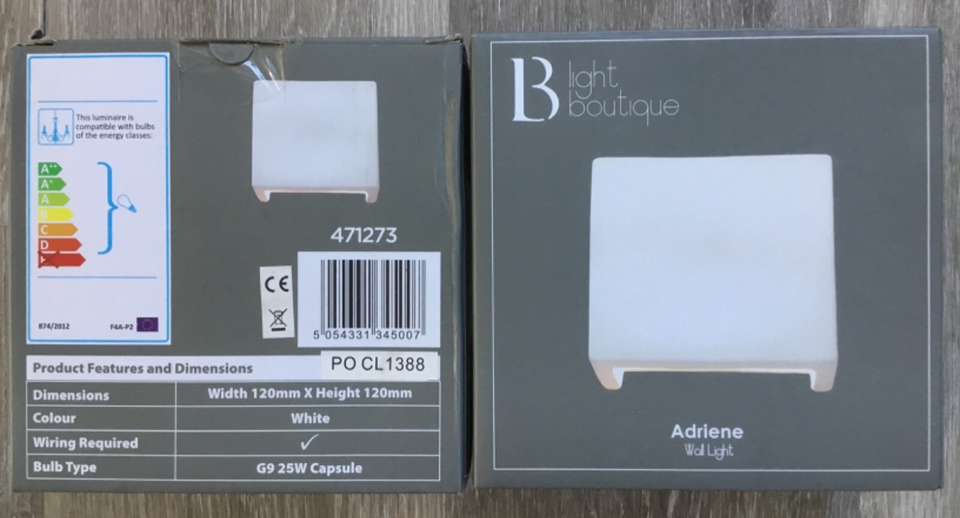 This luminaire is
compatible with bulbs
of the energy classes:
A++
A+
A
B
C
D
874/2012 F4A-P2
471273
CE
5 054331 345007
PO CL1388
Product Features and Dimensions
Dimensions Width 120mm X Height 120mm
Colour White
Wiring Required ✓
Bulb Type G9 25W Capsule
B light
boutique
Adriene
Wall Light